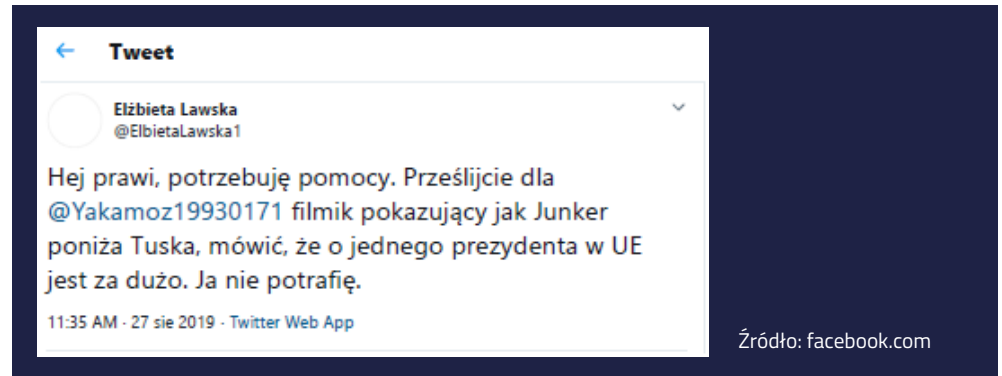 Tweet
Elżbieta Lawska
@ElbietaLawska1
Hej prawi, potrzebuję pomocy. Prześlijcie dla
@Yakamoz19930171 filmik pokazujący jak Junker
poniża Tuska, mówić, że o jednego prezydenta w UE
jest za dużo. Ja nie potrafię.
11:35 AM · 27 sie 2019 · Twitter Web App
Źródło: facebook.com